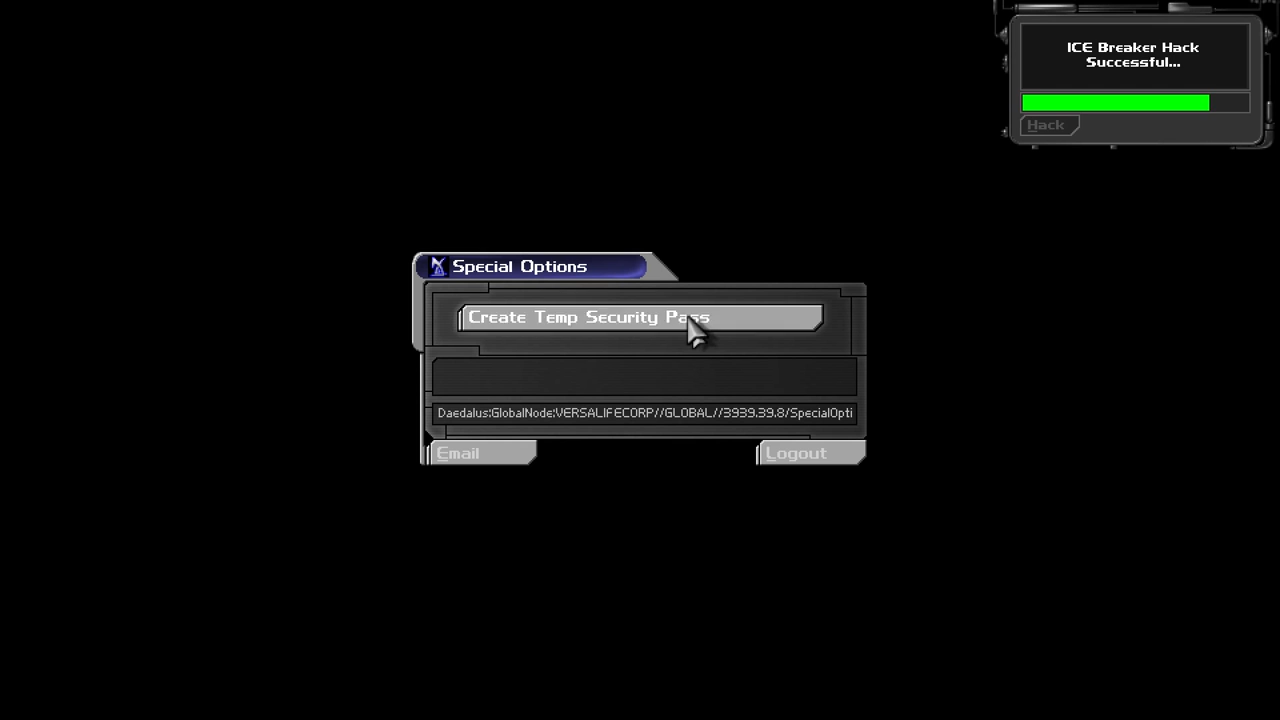 ICE Breaker Hack
Successful...
Hack
Special Options
Create Temp Security Pass
Daedalus:GlobalNode:VERSALIFECORP//GLOBAL//3939.39.8/SpecialOpti
Email
Logout